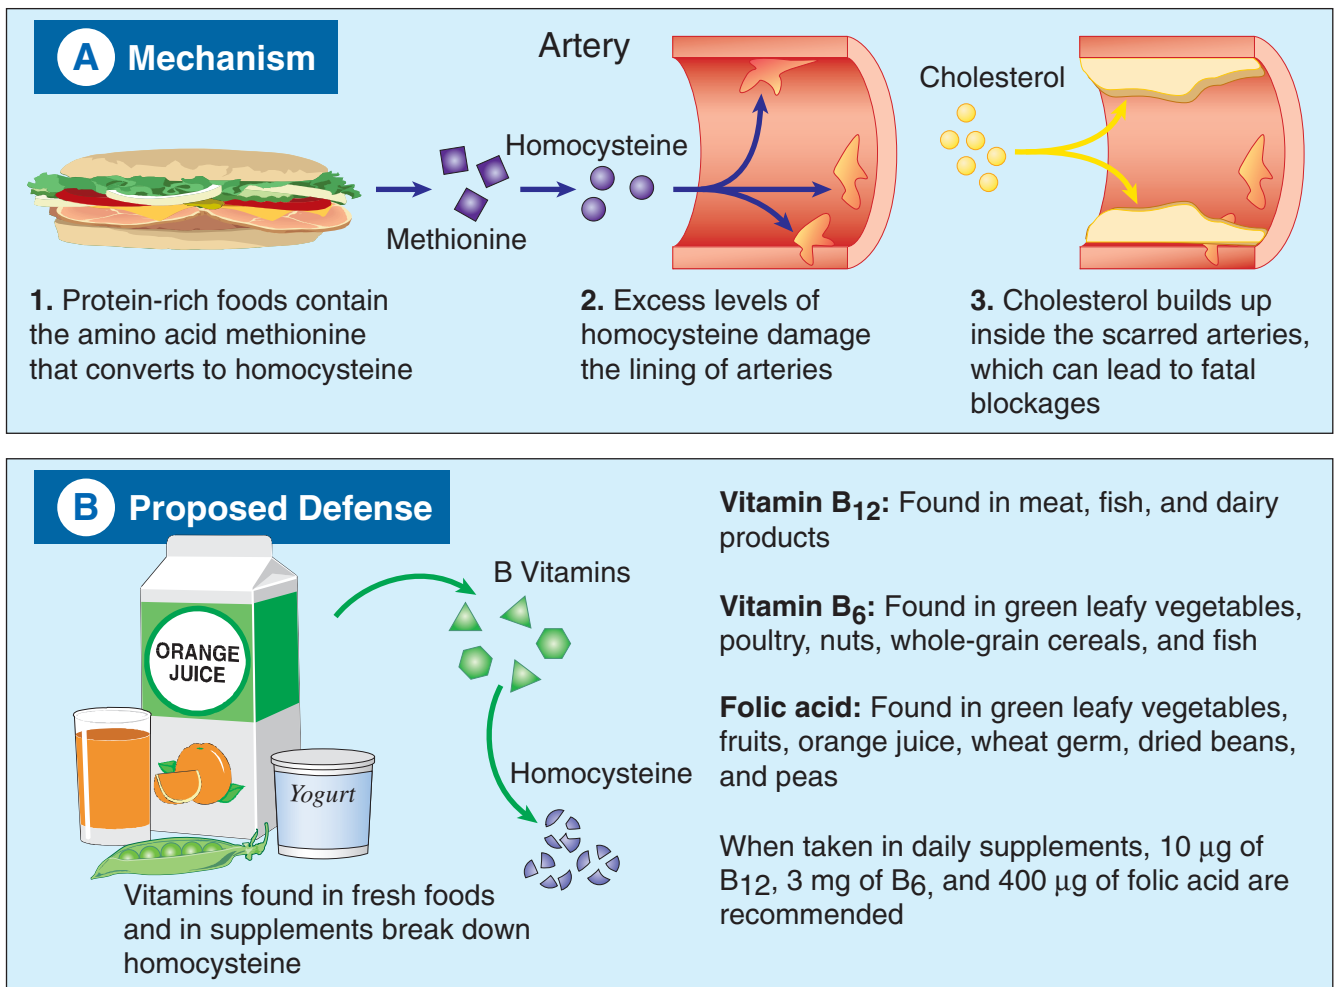 A Mechanism
Artery
Cholesterol
Homocysteine
Methionine
1. Protein-rich foods contain
the amino acid methionine
that converts to homocysteine
2. Excess levels of
homocysteine damage
the lining of arteries
3. Cholesterol builds up
inside the scarred arteries,
which can lead to fatal
blockages
B Proposed Defense
ORANGE
JUICE
Yogurt
B Vitamins
Homocysteine
Vitamins found in fresh foods
and in supplements break down
homocysteine
Vitamin B12: Found in meat, fish, and dairy
products
Vitamin B6: Found in green leafy vegetables,
poultry, nuts, whole-grain cereals, and fish
Folic acid: Found in green leafy vegetables,
fruits, orange juice, wheat germ, dried beans,
and peas
When taken in daily supplements, 10 μg of
B12, 3 mg of B6, and 400 μg of folic acid are
recommended